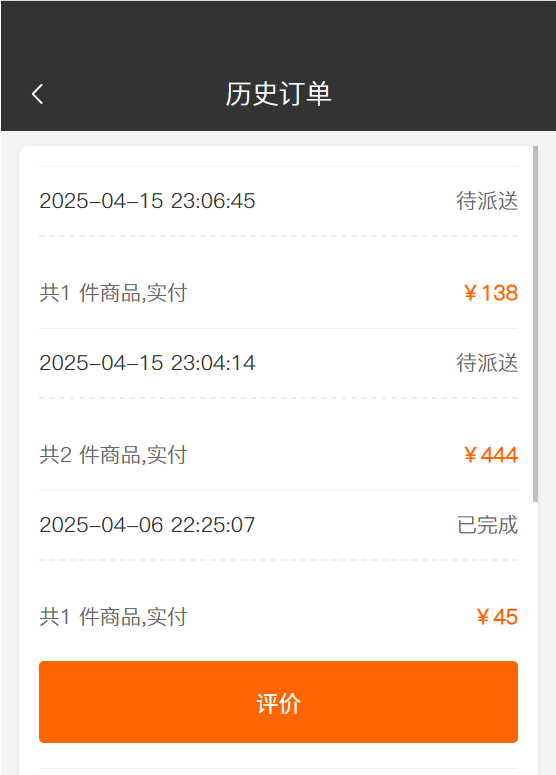 历史订单
2025-04-15 23:06:45 待派送
共1 件商品,实付 ￥138
2025-04-15 23:04:14 待派送
共2 件商品,实付 ￥444
2025-04-06 22:25:07 已完成
共1 件商品,实付 ￥45
评价